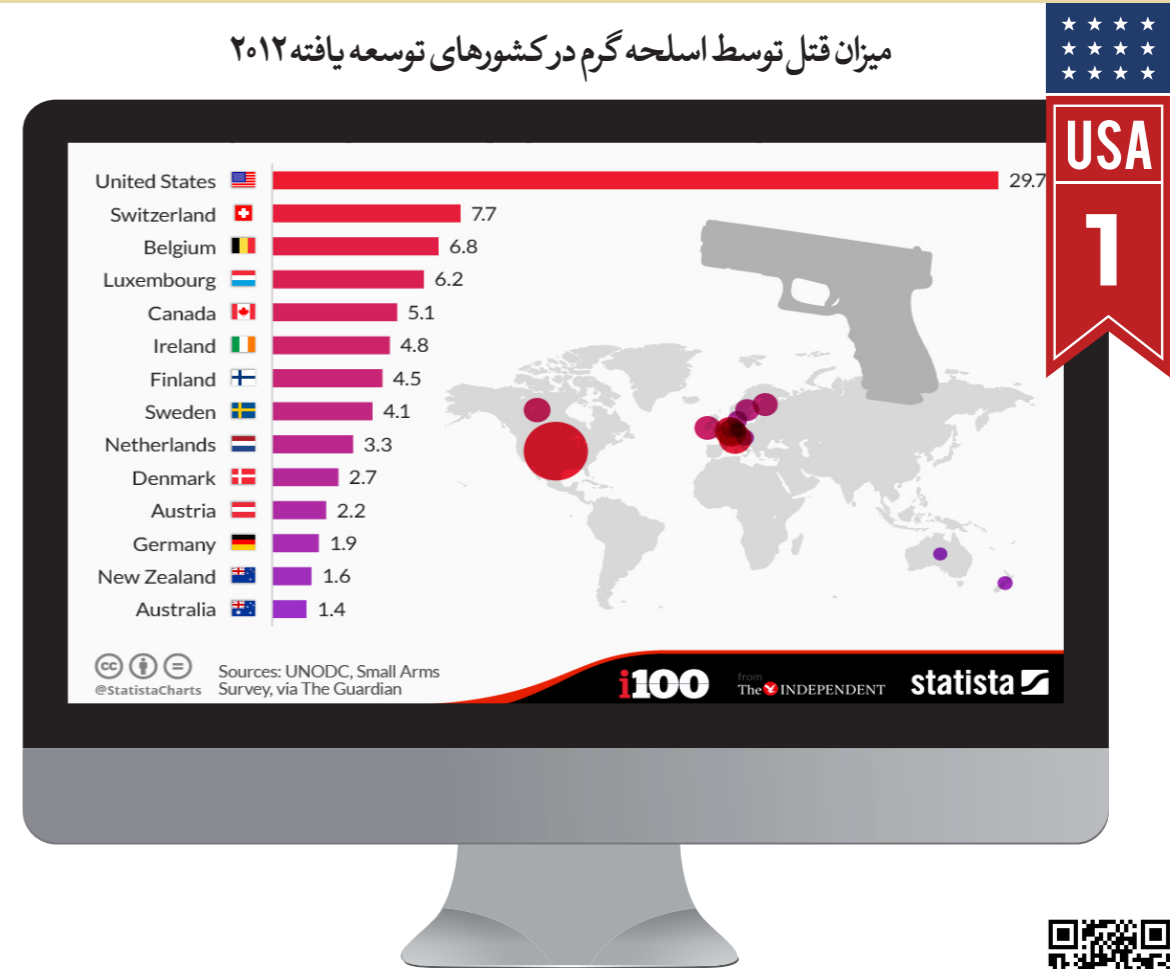 میزان قتل توسط اسلحه گرم در کشورهای توسعه یافته ۲۰۱۲
USA
1
United States 29.7
Switzerland 7.7
Belgium 6.8
Luxembourg 6.2
Canada 5.1
Ireland 4.8
Finland 4.5
Sweden 4.1
Netherlands 3.3
Denmark 2.7
Austria 2.2
Germany 1.9
New Zealand 1.6
Australia 1.4
cc
@StatistaCharts
Sources: UNODC, Small Arms
Survey, via The Guardian
i100
from
The INDEPENDENT
statista